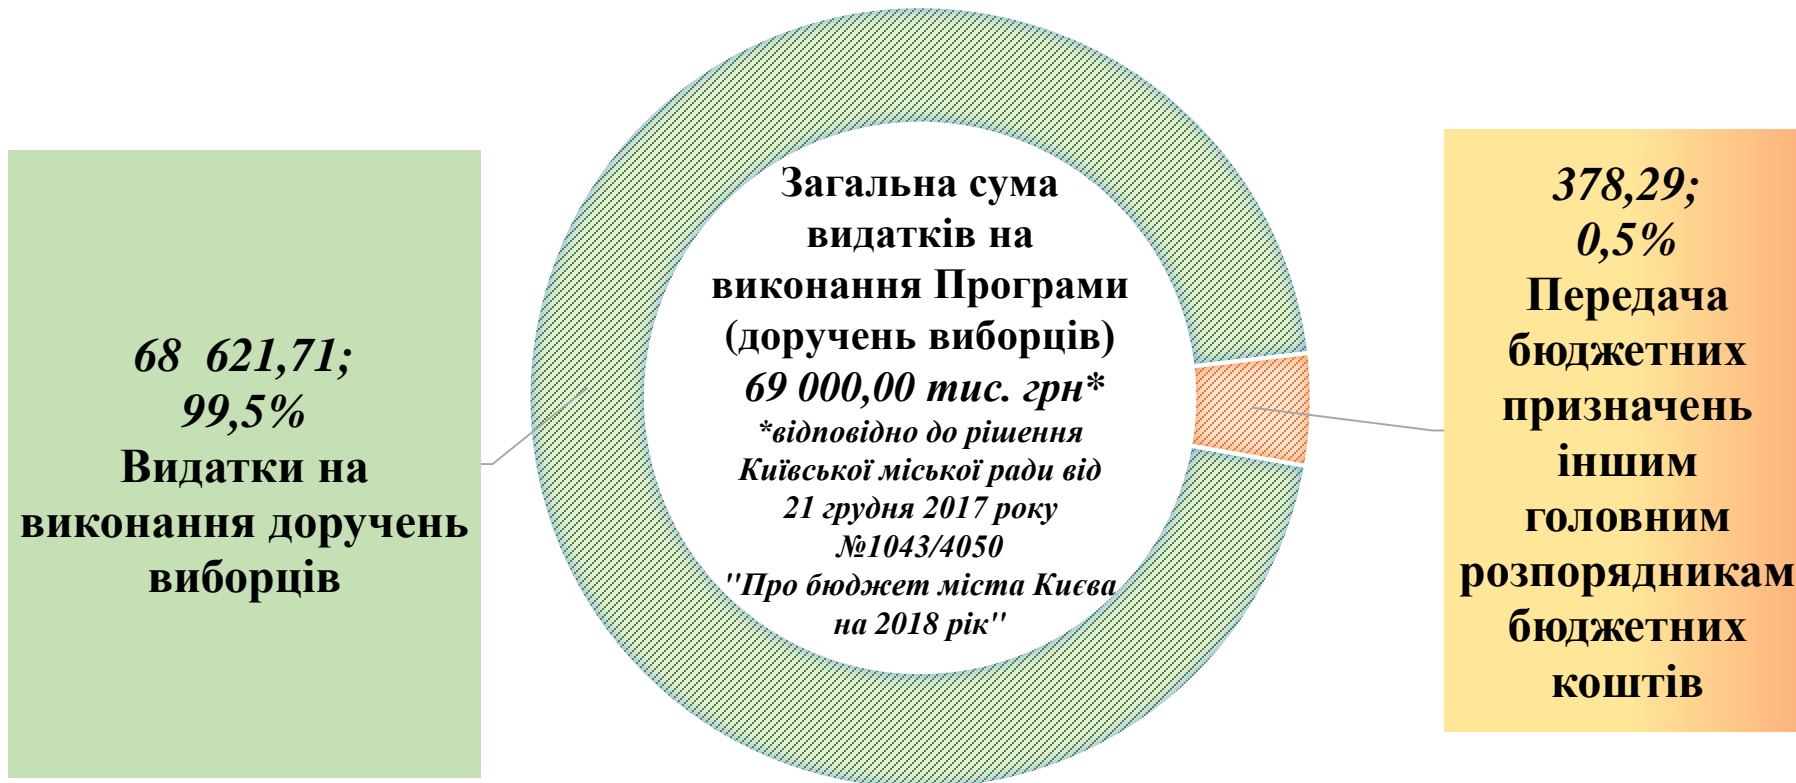 68 621,71;
99,5%
Видатки на
виконання доручень
виборців
Загальна сума
видатків на
виконання Програми
(доручень виборців)
69 000,00 тис. грн*
*відповідно до рішення
Київської міської ради від
21 грудня 2017 року
№1043/4050
"Про бюджет міста Києва
на 2018 рік"
378,29;
0,5%
Передача
бюджетних
призначень
іншим
головним
розпорядникам
бюджетних
коштів